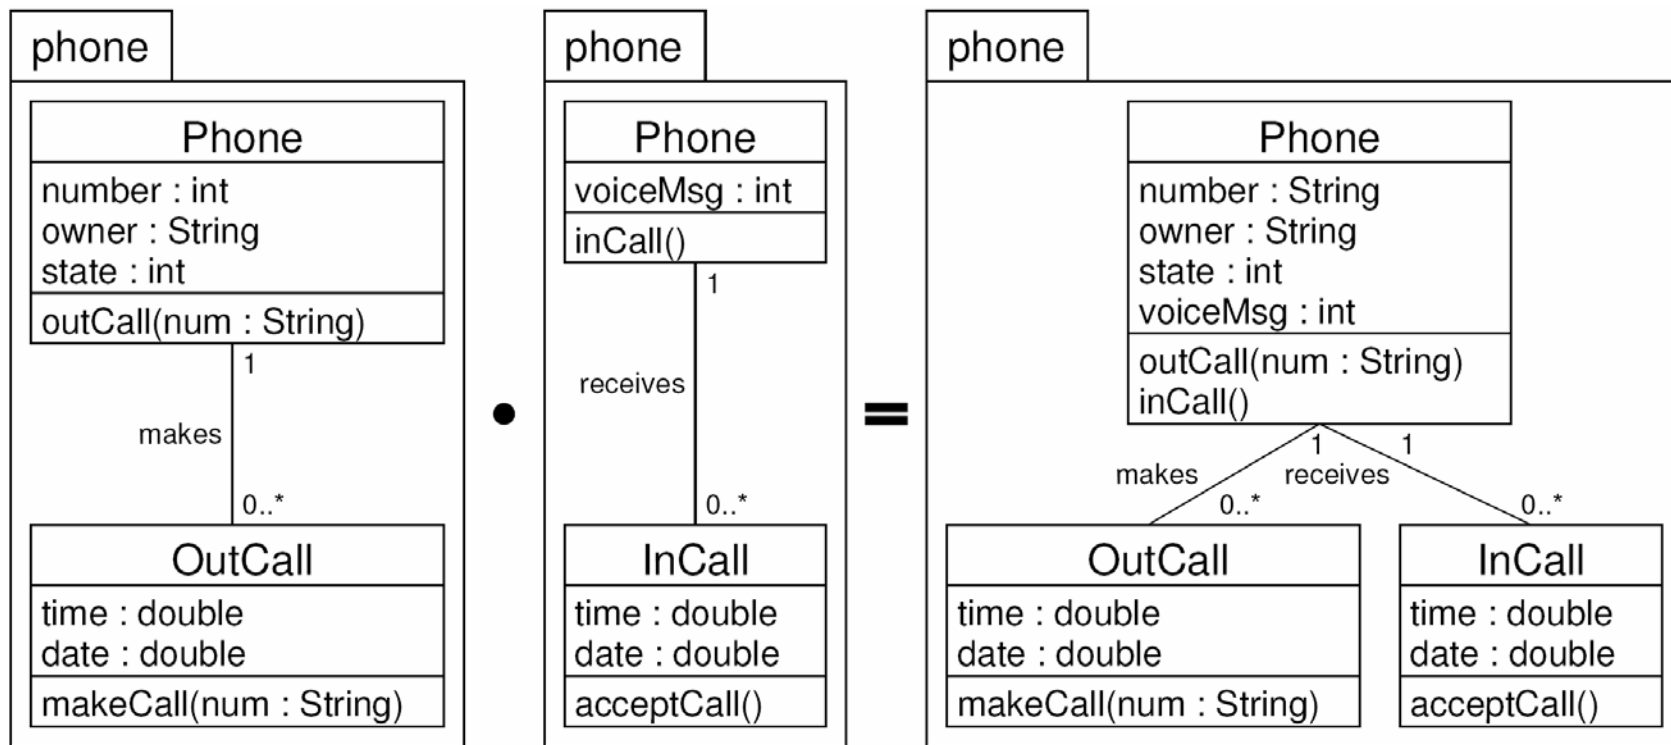 phone
Phone
number : int
owner : String
state : int
outCall(num : String)
1
makes
0..*
OutCall
time : double
date : double
makeCall(num : String)
•
phone
Phone
voiceMsg : int
inCall()
1
receives
0..*
InCall
time : double
date : double
acceptCall()
=
phone
Phone
number : String
owner : String
state : int
voiceMsg : int
outCall(num : String)
inCall()
1
1
makes
receives
0..*
0..*
OutCall
time : double
date : double
makeCall(num : String)
InCall
time : double
date : double
acceptCall()